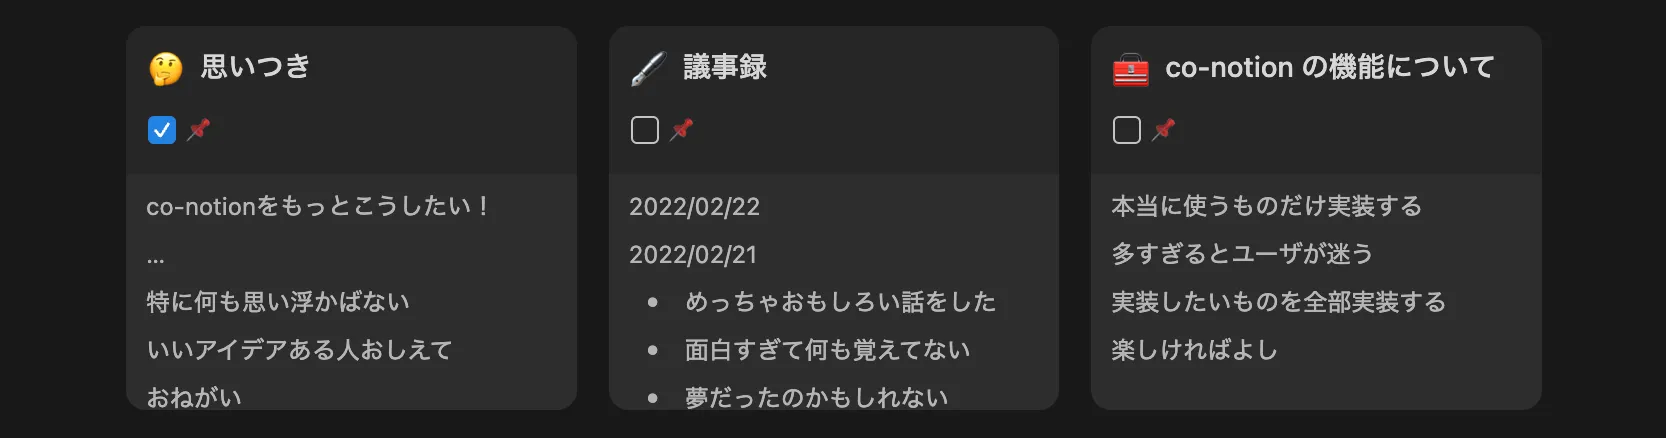 🤔 思いつき
☑ 📌
co-notionをもっとこうしたい！
...
特に何も思い浮かばない
いいアイデアある人おしえて
おねがい
🖋 議事録
☐ 📌
2022/02/22
2022/02/21
• めっちゃおもしろい話をした
• 面白すぎて何も覚えてない
• 夢だったのかもしれない
🧰 co-notion の機能について
☐ 📌
本当に使うものだけ実装する
多すぎるとユーザが迷う
実装したいものを全部実装する
楽しければよし